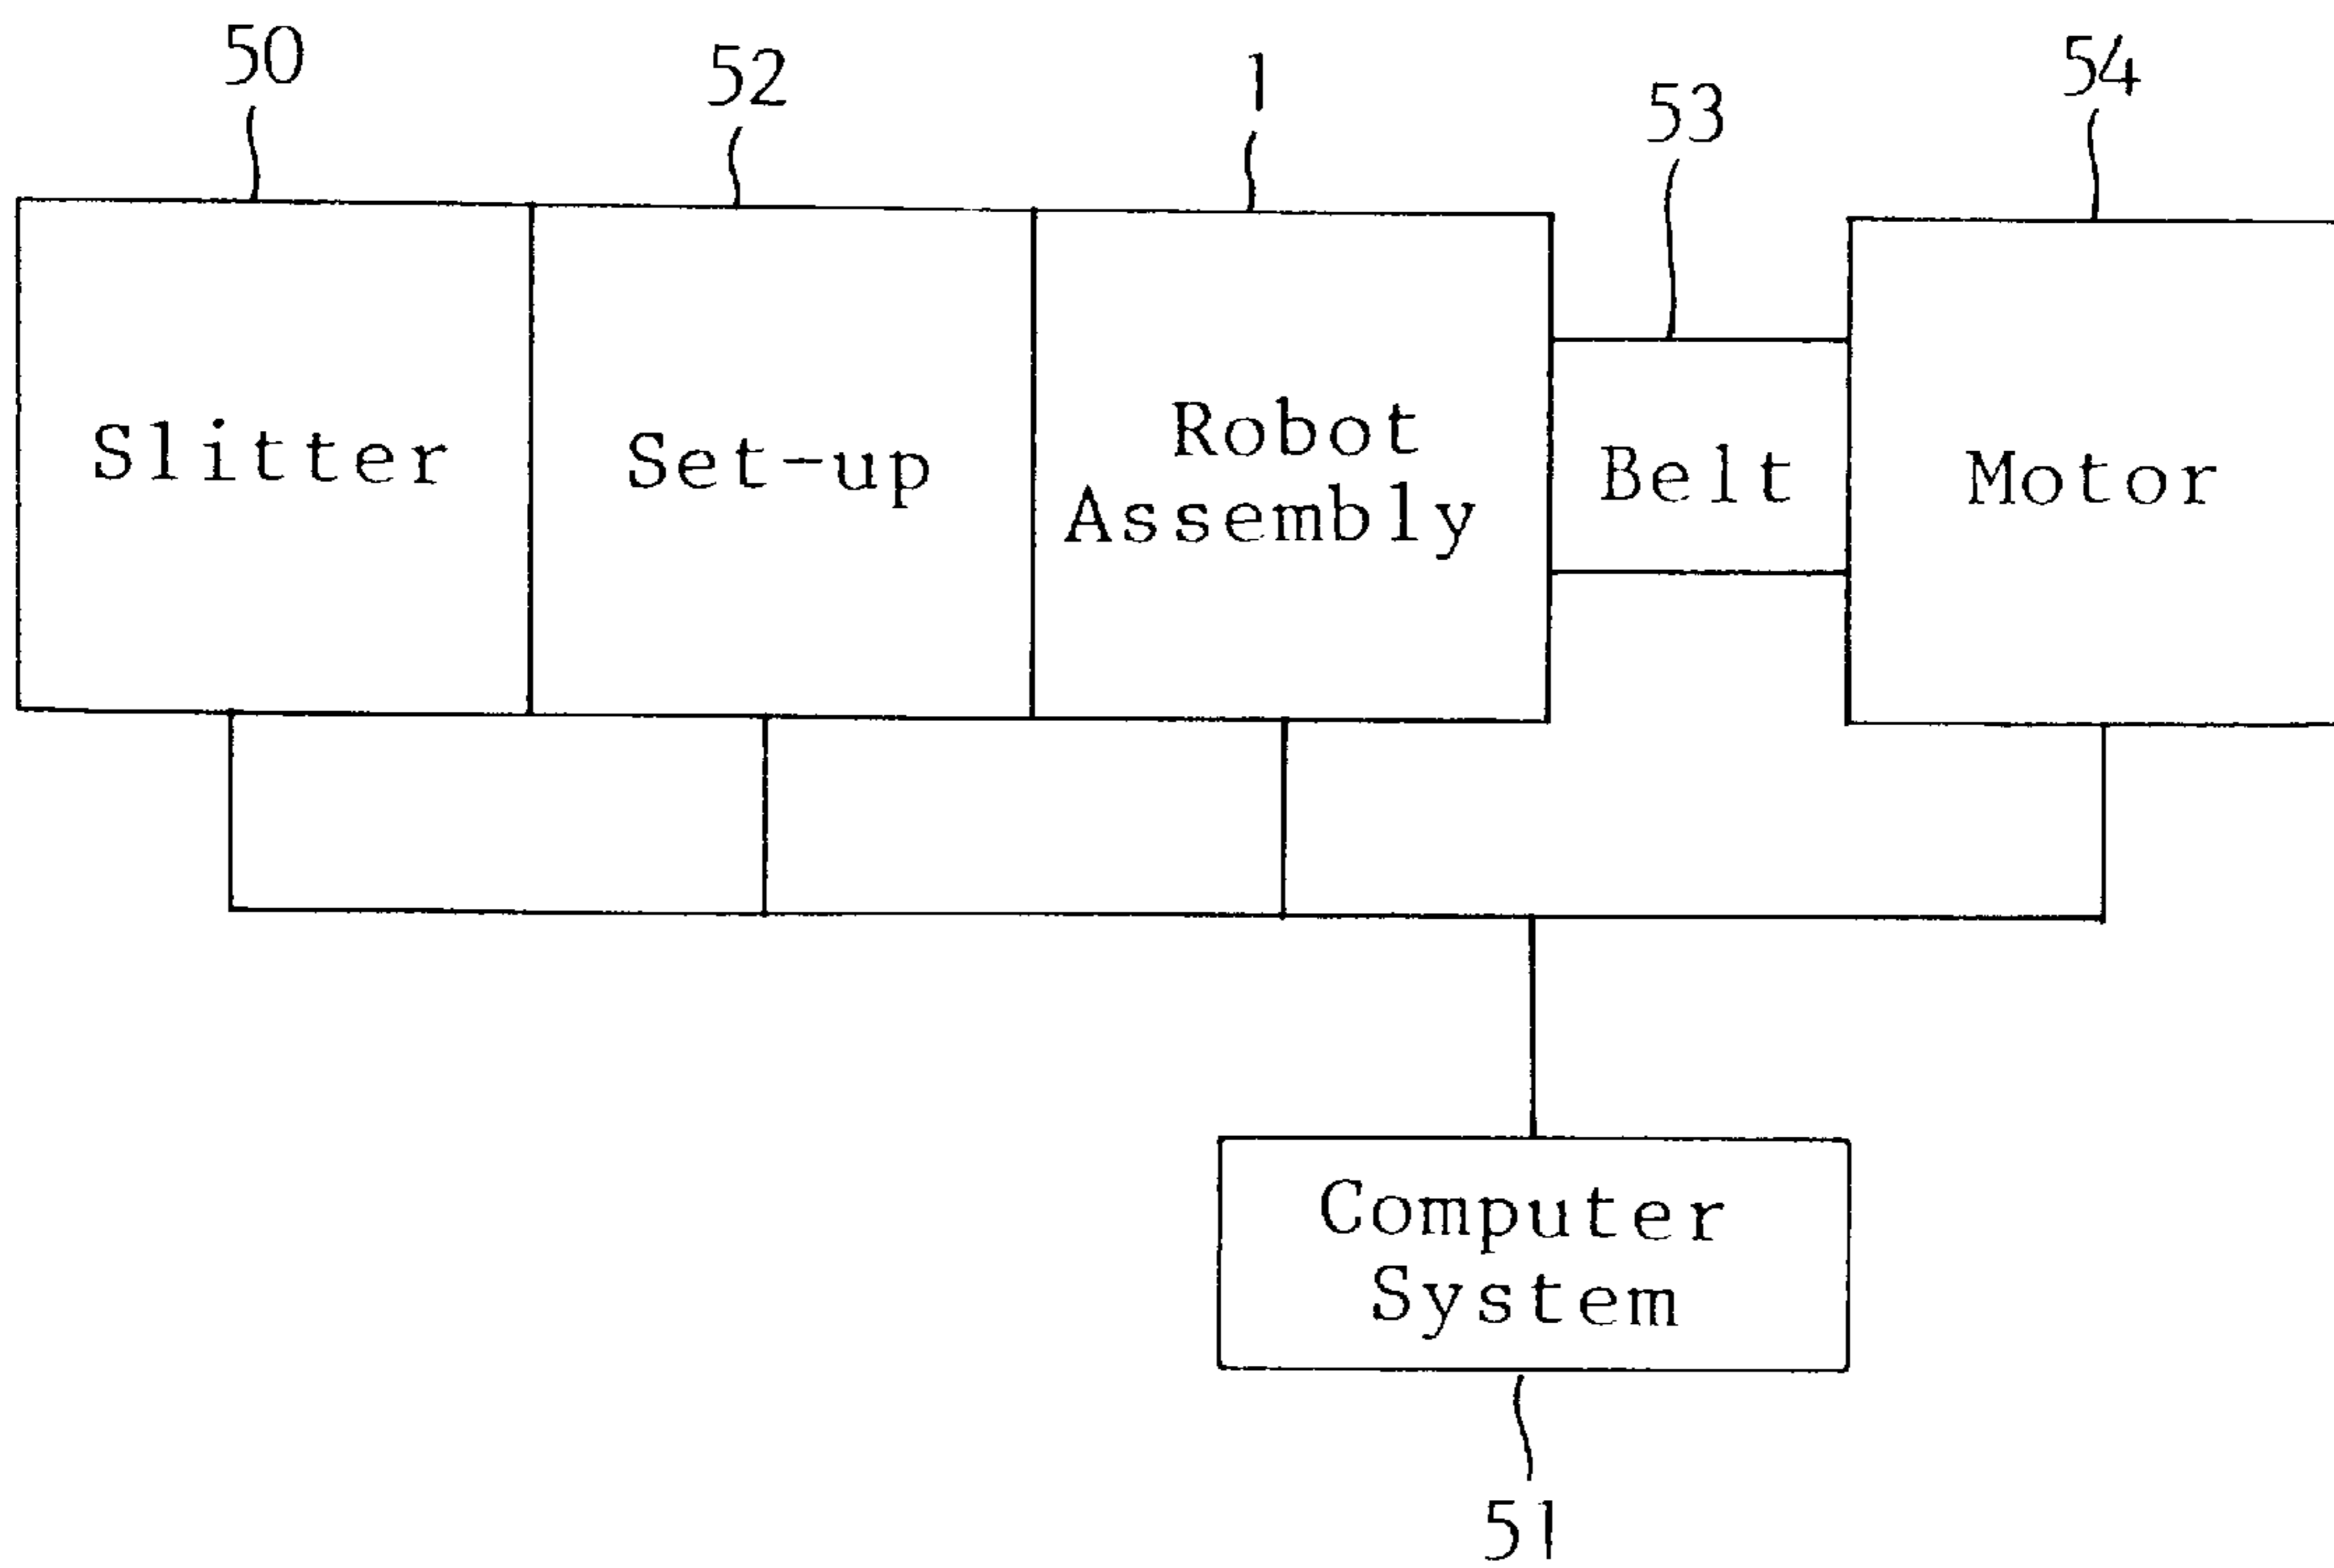 50
52
1
53
54
Slitter
Set-up
Robot
Assembly
Belt
Motor
Computer
System
51